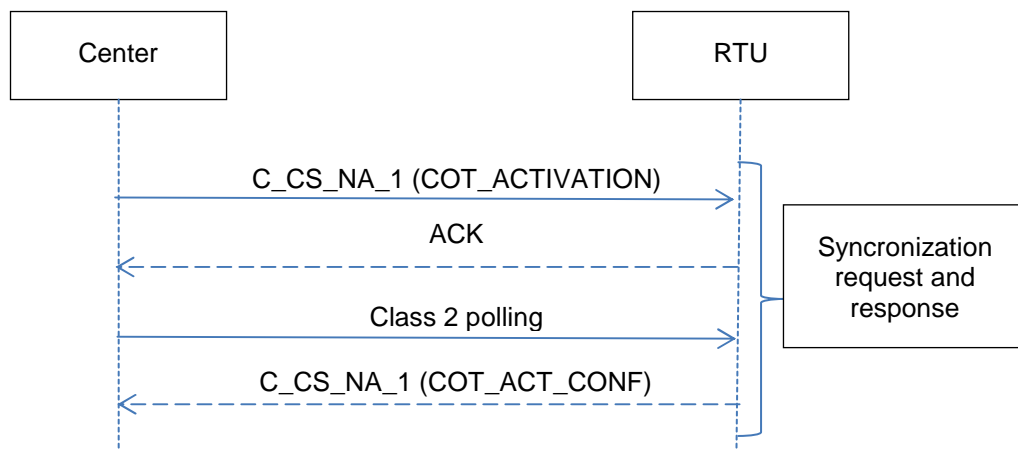 Center
RTU
C_CS_NA_1 (COT_ACTIVATION)
ACK
Syncronization
request and
response
Class 2 polling
C_CS_NA_1 (COT_ACT_CONF)